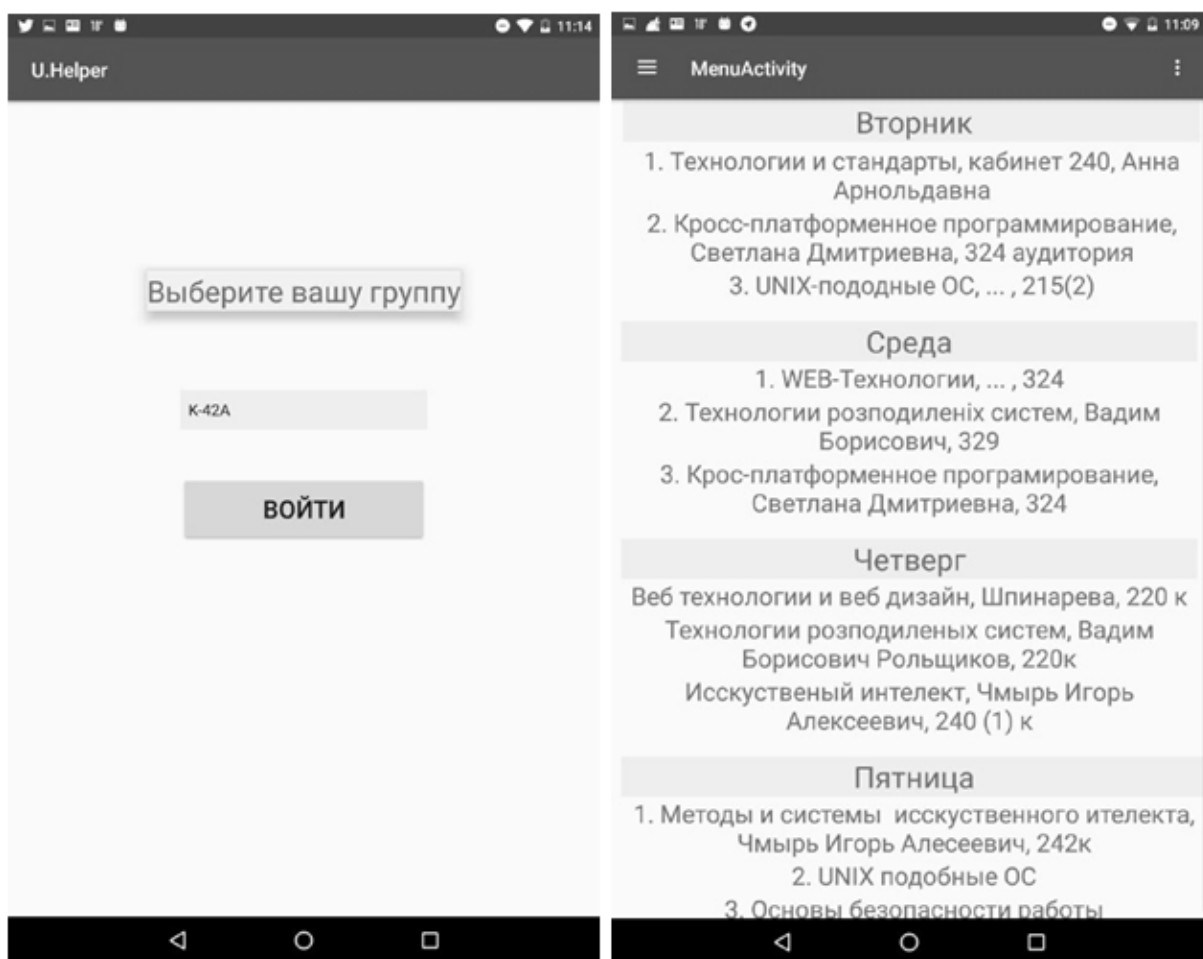 11:14
U.Helper
Выберите вашу группу
K-42A
ВОЙТИ
11:09
MenuActivity
Вторник
1. Технологии и стандарты, кабинет 240, Анна
Арнольдавна
2. Кросс-платформенное программирование,
Светлана Дмитриевна, 324 аудитория
3. UNIX-пододные ОС, ... , 215(2)
Среда
1. WEB-Технологии, ... , 324
2. Технологии розподиленіх систем, Вадим
Борисович, 329
3. Крос-платформенное програмирование,
Светлана Дмитриевна, 324
Четверг
Веб технологии и веб дизайн, Шпинарева, 220 к
Технологии розподиленых систем, Вадим
Борисович Рольщиков, 220к
Исскуственый интелект, Чмырь Игорь
Алексеевич, 240 (1) к
Пятница
1. Методы и системы исскуственного ителекта,
Чмырь Игорь Алесеевич, 242к
2. UNIX подобные ОС
3. Основы безопасности работы